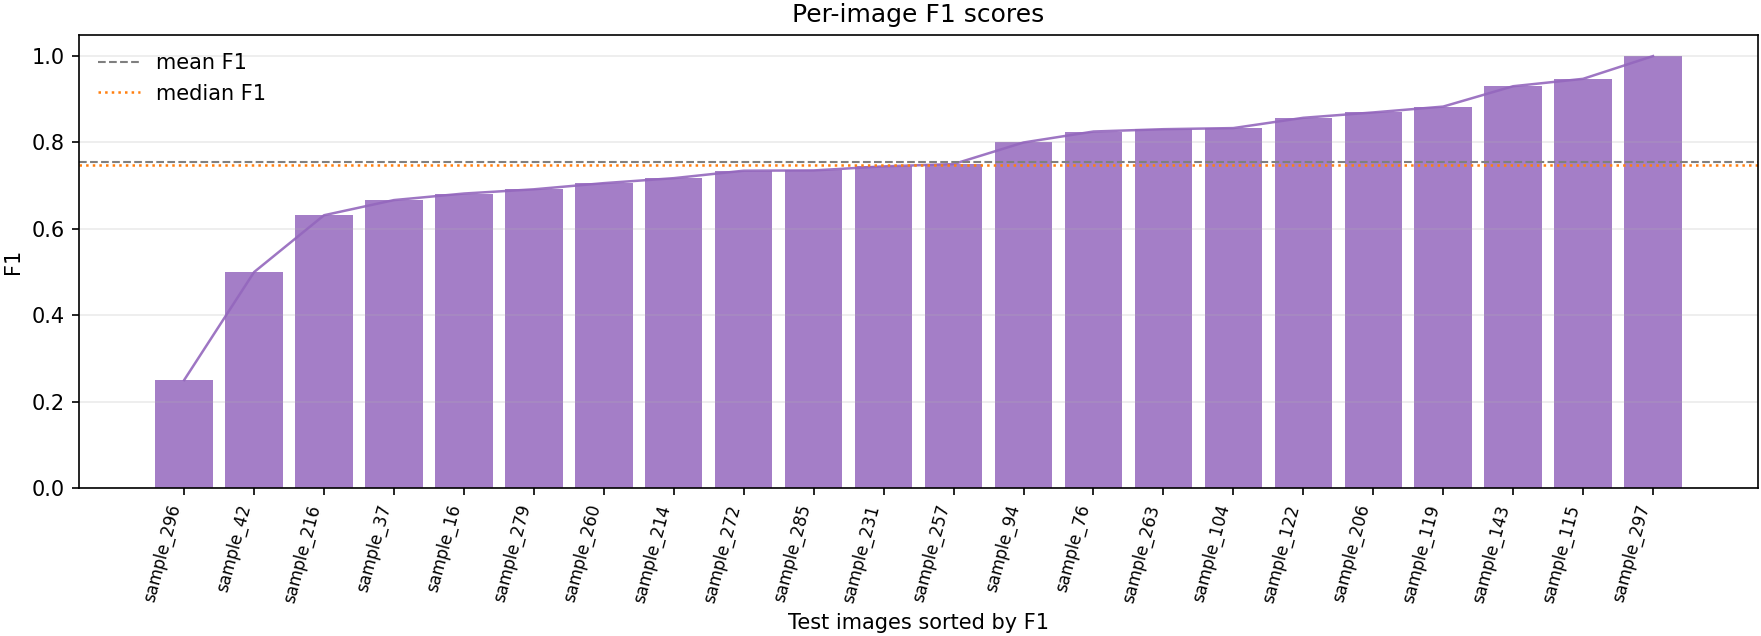 Per-image F1 scores
mean F1
median F1
F1
1.0
0.8
0.6
0.4
0.2
0.0
sample_296
sample_42
sample_216
sample_37
sample_16
sample_279
sample_260
sample_214
sample_272
sample_285
sample_231
sample_257
sample_94
sample_76
sample_263
sample_104
sample_122
sample_206
sample_119
sample_143
sample_115
sample_297
Test images sorted by F1